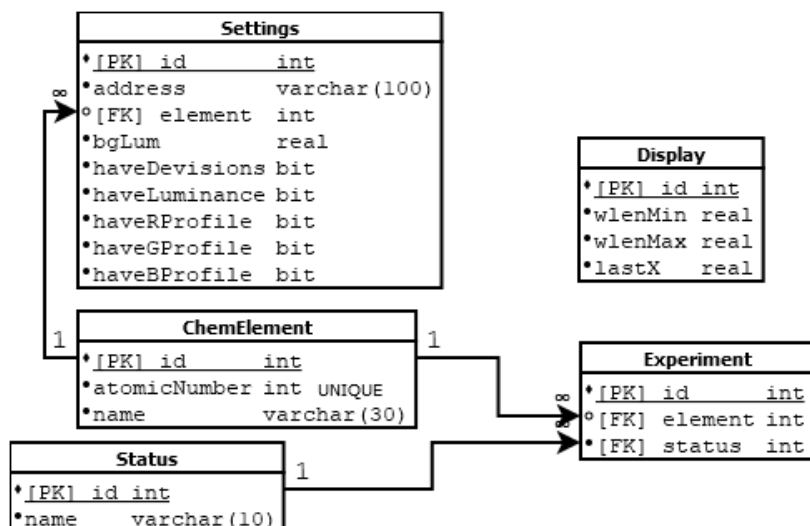 Settings
[PK] id int
address varchar(100)
[FK] element int
bgLum real
haveDevisions bit
haveLuminance bit
haveRProfile bit
haveGProfile bit
haveBProfile bit
∞
1
Display
[PK] id int
wlenMin real
wlenMax real
lastX real
ChemElement
[PK] id int
atomicNumber int UNIQUE
name varchar(30)
1
∞
Experiment
[PK] id int
[FK] element int
[FK] status int
∞
Status
[PK] id int
name varchar(10)
1